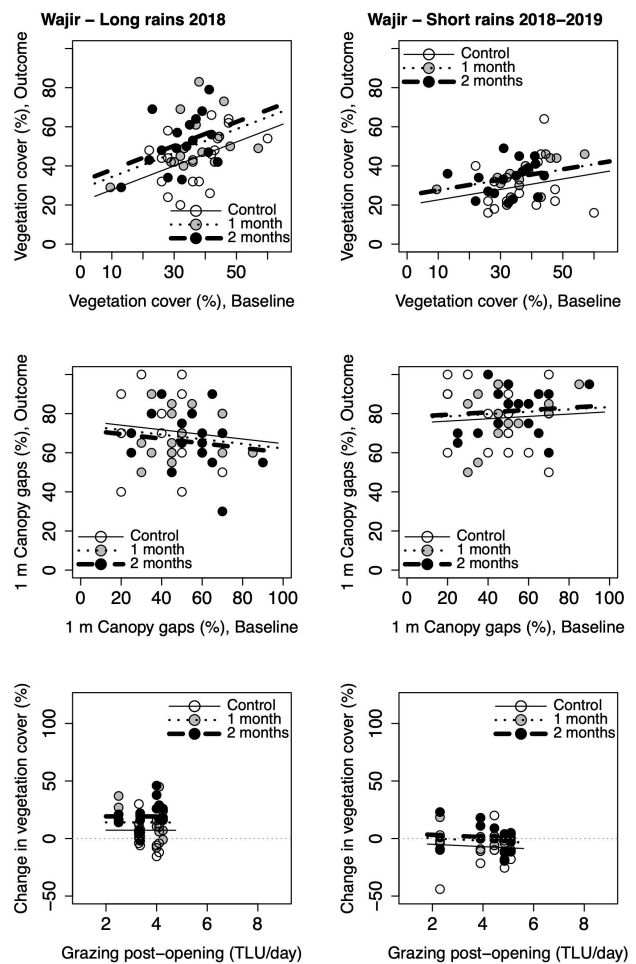 Wajir – Long rains 2018
Vegetation cover (%), Outcome
0 20 40 60 80
0 10 30 50
Vegetation cover (%), Baseline
Control
1 month
2 months
Wajir – Short rains 2018–2019
Vegetation cover (%), Outcome
0 20 40 60 80
0 10 30 50
Vegetation cover (%), Baseline
Control
1 month
2 months
1 m Canopy gaps (%), Outcome
0 20 40 60 80
0 20 40 60 80 100
1 m Canopy gaps (%), Baseline
Control
1 month
2 months
1 m Canopy gaps (%), Outcome
0 20 40 60 80
0 20 40 60 80 100
1 m Canopy gaps (%), Baseline
Control
1 month
2 months
Change in vegetation cover (%)
−50 0 50 100
2 4 6 8
Grazing post-opening (TLU/day)
Control
1 month
2 months
Change in vegetation cover (%)
−50 0 50 100
2 4 6 8
Grazing post-opening (TLU/day)
Control
1 month
2 months